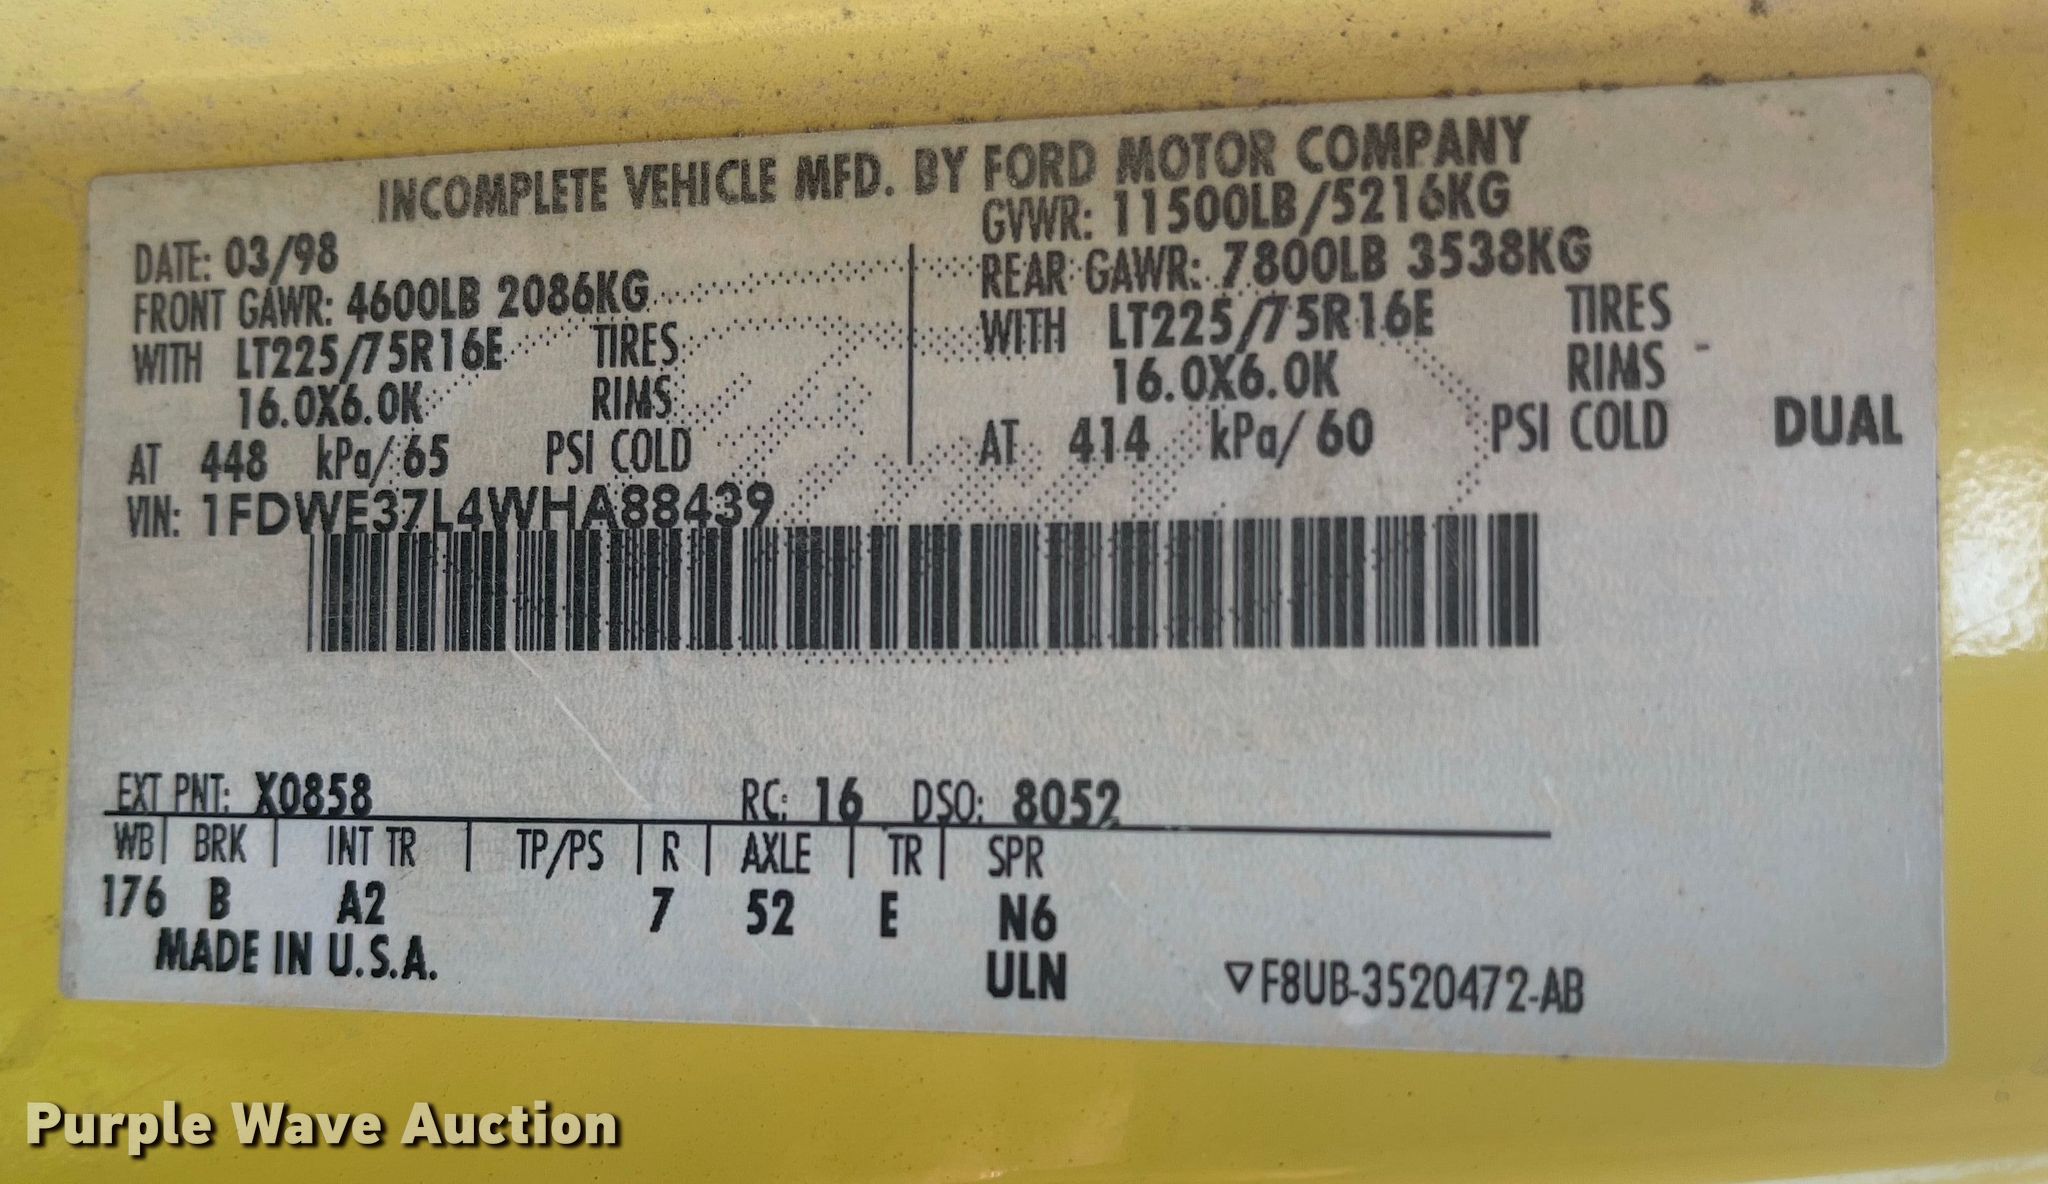 INCOMPLETE VEHICLE MFD. BY FORD MOTOR COMPANY
DATE: 03/98
GVWR: 11500LB/5216KG
FRONT GAWR: 4600LB 2086KG
REAR GAWR: 7800LB 3538KG
WITH LT225/75R16E TIRES
WITH LT225/75R16E TIRES
16.0X6.0K RIMS
16.0X6.0K RIMS
AT 448 kPa/ 65 PSI COLD
AT 414 kPa/ 60 PSI COLD DUAL
VIN: 1FDWE37L4WHA88439
EXT PNT: X0858 RC: 16 DSO: 8052
WB | BRK | INT TR | TP/PS | R | AXLE | TR | SPR
176 B A2 7 52 E N6
MADE IN U.S.A. ULN
▽F8UB-3520472-AB
Purple Wave Auction